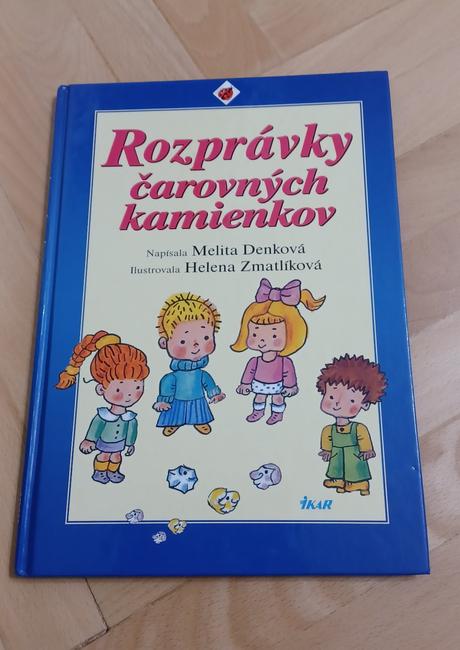 Rozprávky
čarovných
kamienkov
Napísala Melita Denková
Ilustrovala Helena Zmatlíková
IKAR